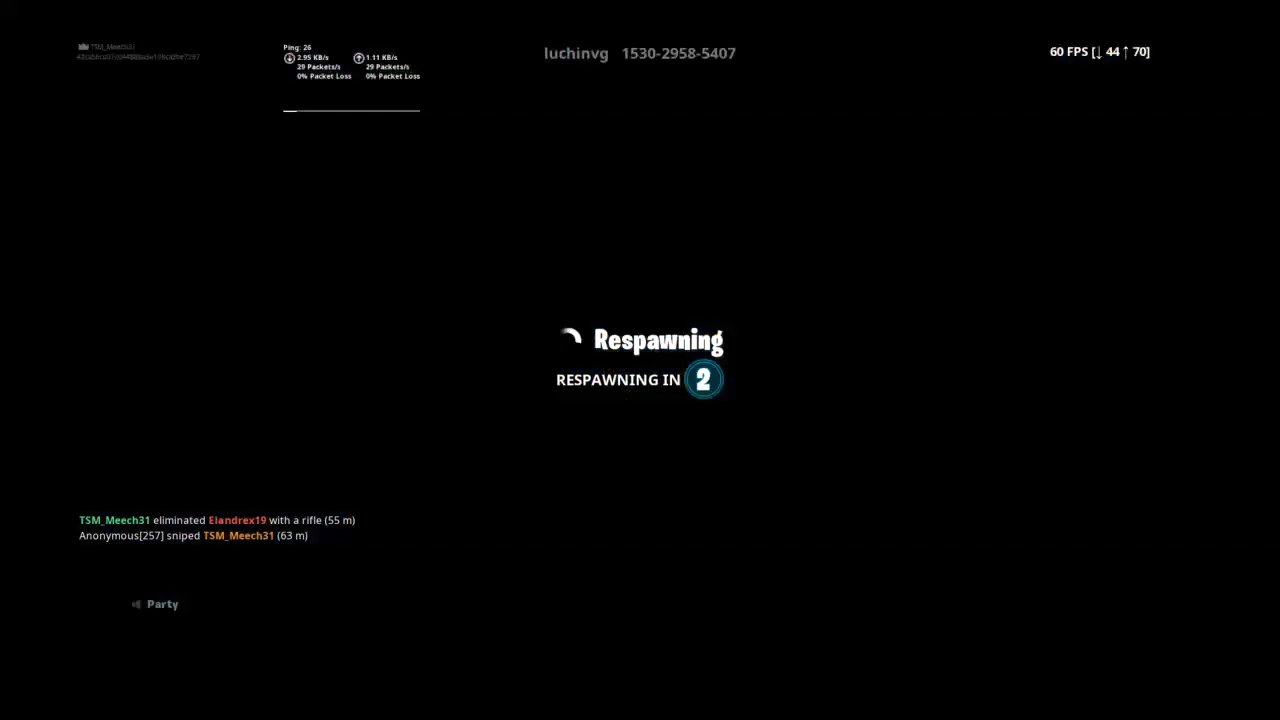 TSM_Meech31
Ping: 26
2.95 KB/s 1.11 KB/s
29 Packets/s 29 Packets/s
0% Packet Loss 0% Packet Loss
luchinvg 1530-2958-5407
60 FPS [↓ 44 ↑ 70]
Respawning
RESPAWNING IN 2
TSM_Meech31 eliminated Elandrex19 with a rifle (55 m)
Anonymous[257] sniped TSM_Meech31 (63 m)
Party